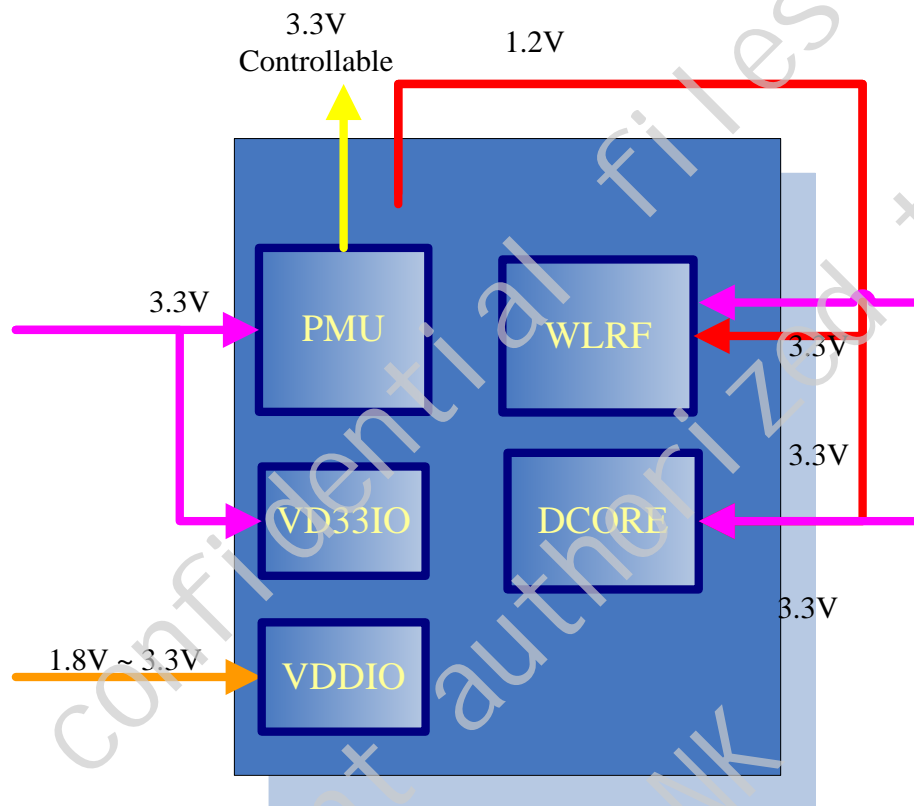 3.3V
Controllable
1.2V
3.3V
PMU
WLRF
3.3V
3.3V
VD33IO
DCORE
3.3V
1.8V ~ 3.3V
VDDIO
confidential files
t authorized t
NK